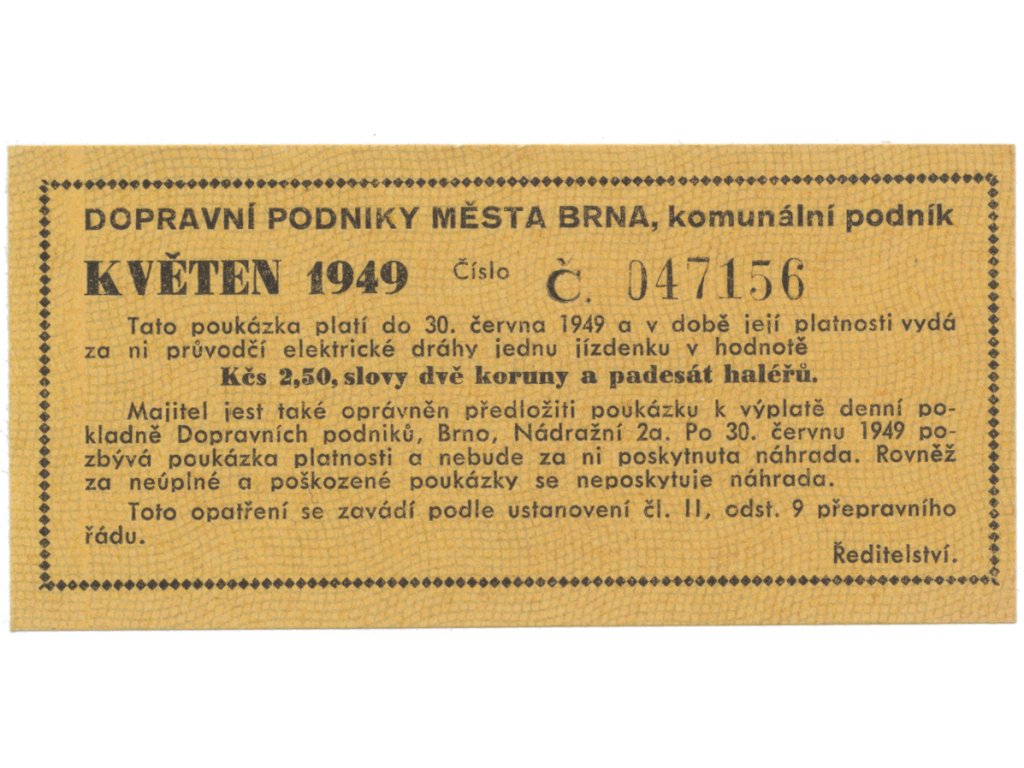 DOPRAVNÍ PODNIKY MĚSTA BRNA, komunální podnik
KVĚTEN 1949 Číslo Č. 047156
Tato poukázka platí do 30. června 1949 a v době její platnosti vydá
za ni průvodčí elektrické dráhy jednu jízdenku v hodnotě
Kčs 2,50, slovy dvě koruny a padesát haléřů.
Majitel jest také oprávněn předložiti poukázku k výplatě denní po-
kladně Dopravních podniků, Brno, Nádražní 2a. Po 30. červnu 1949 po-
zbývá poukázka platnosti a nebude za ni poskytnuta náhrada. Rovněž
za neúplné a poškozené poukázky se neposkytuje náhrada.
Toto opatření se zavádí podle ustanovení čl. II, odst. 9 přepravního
řádu.
Ředitelství.